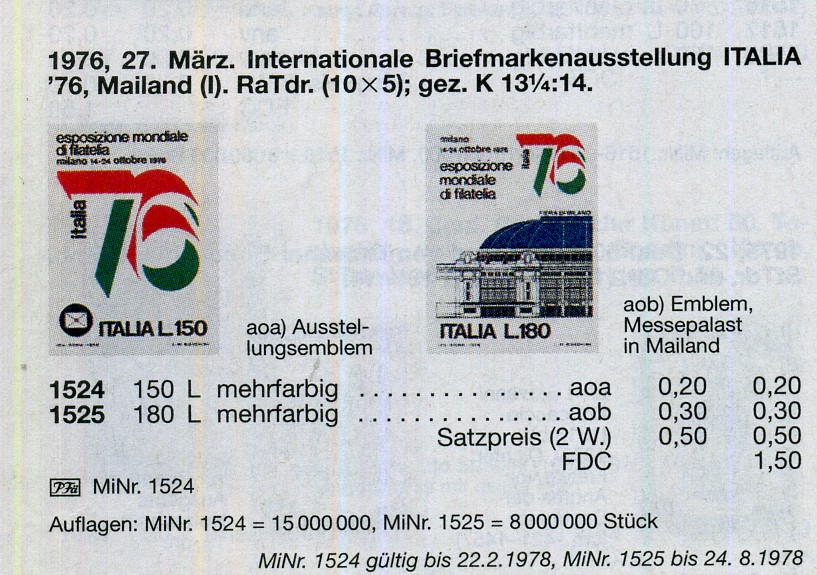 1976, 27. März. Internationale Briefmarkenausstellung ITALIA
'76, Mailand (I). RaTdr. (10×5); gez. K 13¼:14.
esposizione mondiale
di filatelia
milano 14-24 ottobre 1976
italia
76
ITALIA L.150
aoa) Ausstel-
lungsemblem
milano
14-24 ottobre 1976
esposizione
mondiale
di filatelia
italia
76
FIERA DI MILANO
ITALIA L.180
aob) Emblem,
Messepalast
in Mailand
1524 150 L mehrfarbig . . . . . . . . . . . . . . . . . . aoa 0,20 0,20
1525 180 L mehrfarbig . . . . . . . . . . . . . . . . . . aob 0,30 0,30
Satzpreis (2 W.) 0,50 0,50
FDC 1,50
PFa MiNr. 1524
Auflagen: MiNr. 1524 = 15 000 000, MiNr. 1525 = 8 000 000 Stück
MiNr. 1524 gültig bis 22.2.1978, MiNr. 1525 bis 24. 8.1978